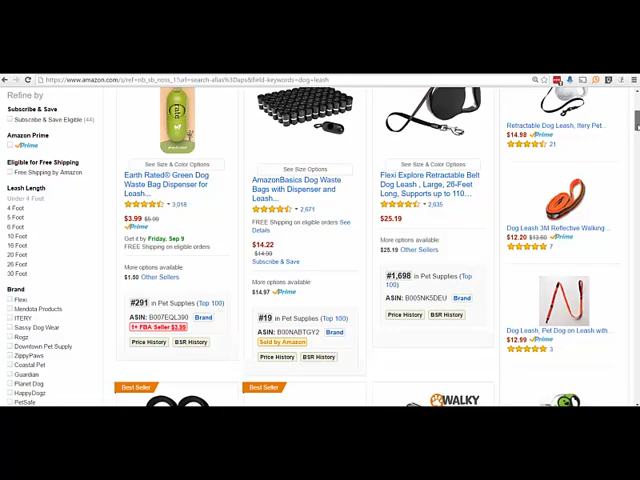 https://www.amazon.com/s/ref=nb_sb_noss_1?url=search-alias%3Daps&field-keywords=dog+leash
Refine by
Subscribe & Save
Subscribe & Save Eligible (44)
Amazon Prime
Prime
Eligible for Free Shipping
Free Shipping by Amazon
Leash Length
Under 4 Foot
4 Foot
5 Foot
6 Foot
10 Foot
16 Foot
20 Foot
26 Foot
30 Foot
Brand
Flexi
Mendota Products
ITERY
Sassy Dog Wear
Rogz
Downtown Pet Supply
ZippyPaws
Coastal Pet
Guardian
Planet Dog
HappyDogz
PetSafe
See Size & Color Options
Earth Rated® Green Dog
Waste Bag Dispenser for
Leash...
3,018
$3.99 $5.99
Prime
Get it by Friday, Sep 9
FREE Shipping on eligible orders
More options available:
$1.50 Other Sellers
#291 in Pet Supplies (Top
100)
ASIN: B007EQL390 Brand
1+ FBA Seller $3.99
Price History BSR History
Best Seller
See Size Options
AmazonBasics Dog Waste
Bags with Dispenser and
Leash...
2,671
FREE Shipping on eligible orders See
Details
$14.22
$14.99
Subscribe & Save
More options available:
$14.97 Prime
#19 in Pet Supplies (Top 100)
ASIN: B00NABTGY2 Brand
Sold by Amazon
Price History BSR History
Best Seller
See Size & Color Options
Flexi Explore Retractable Belt
Dog Leash , Large, 26-Feet
Long, Supports up to 110...
2,635
$25.19
More options available:
$25.19 Other Sellers
#1,698 in Pet Supplies (Top
100)
ASIN: B005NK5DEU Brand
Price History BSR History
WALKY
Retractable Dog Leash, Itery Pet...
$14.98 Prime
21
Dog Leash 3M Reflective Walking...
$12.20 $13.60 Prime
7
Dog Leash, Pet Dog on Leash with...
$12.99 Prime
3